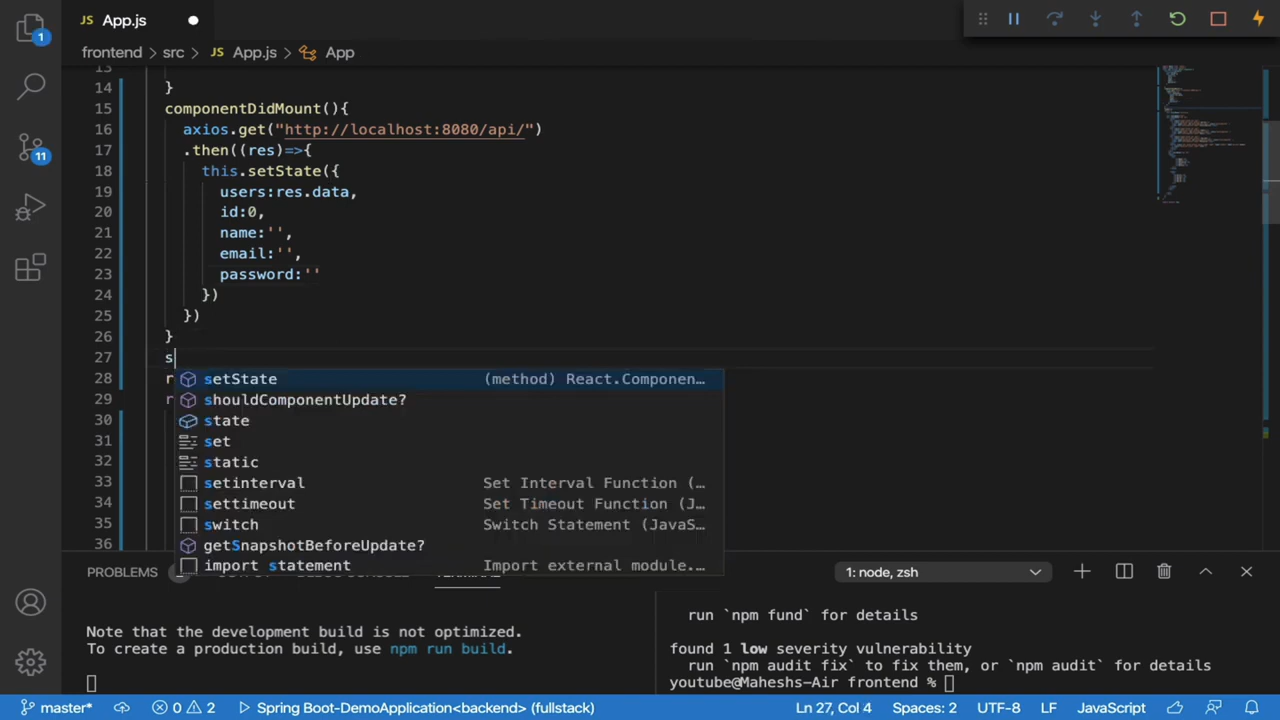 JS App.js
frontend > src > JS App.js > App
13
14 }
15 componentDidMount(){
16 axios.get("http://localhost:8080/api/")
17 .then((res)=>{
18 this.setState({
19 users:res.data,
20 id:0,
21 name:'',
22 email:'',
23 password:''
24 })
25 })
26 }
27 s
28 r
29 r
30
31
32
33
34
35
36
setState (method) React.Componen…
shouldComponentUpdate?
state
set
static
setinterval Set Interval Function (…
settimeout Set Timeout Function (J…
switch Switch Statement (JavaS…
getSnapshotBeforeUpdate?
import statement Import external module.…
1
11
PROBLEMS
1: node, zsh
Note that the development build is not optimized.
To create a production build, use npm run build.
run `npm fund` for details
found 1 low severity vulnerability
run `npm audit fix` to fix them, or `npm audit` for details
youtube@Maheshs-Air frontend %
master* 0 2 Spring Boot-DemoApplication<backend> (fullstack) Ln 27, Col 4 Spaces: 2 UTF-8 LF JavaScript